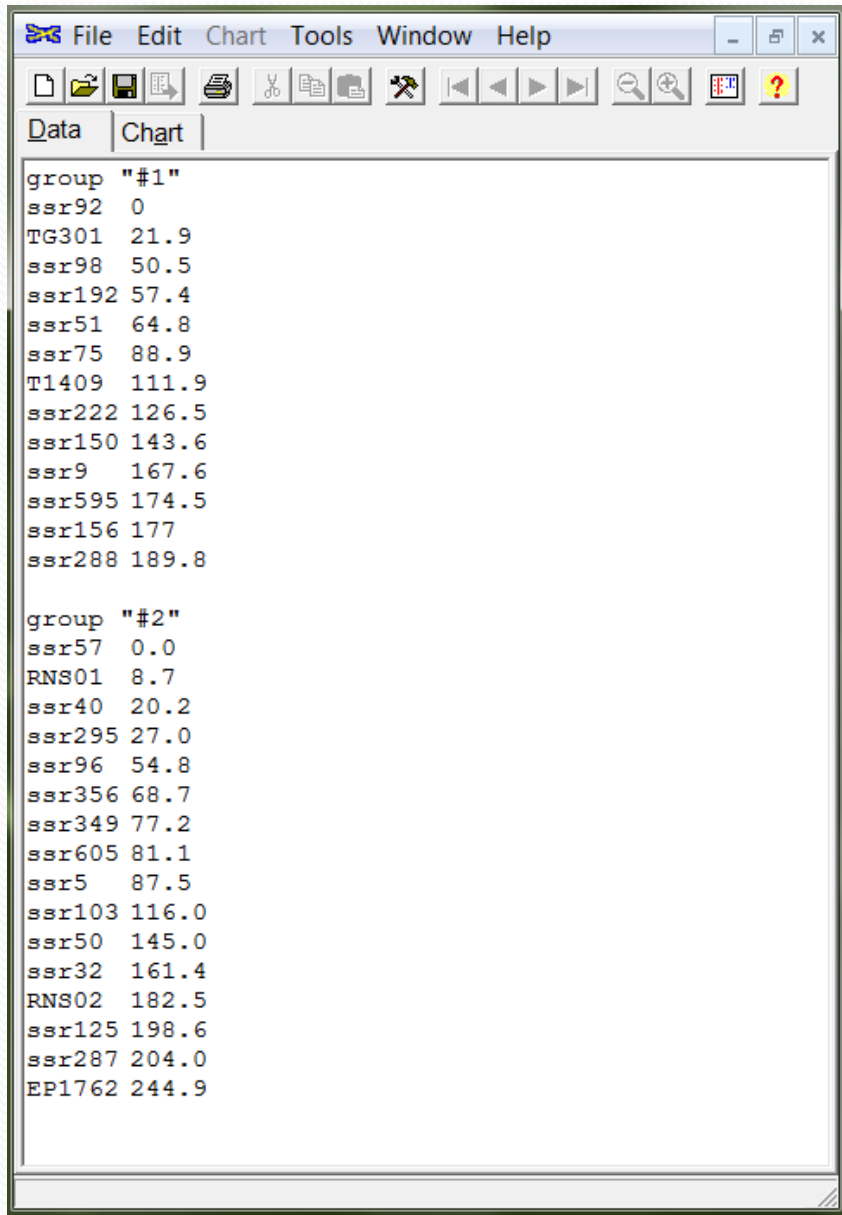 File Edit Chart Tools Window Help
Data Chart
group "#1"
ssr92 0
TG301 21.9
ssr98 50.5
ssr192 57.4
ssr51 64.8
ssr75 88.9
T1409 111.9
ssr222 126.5
ssr150 143.6
ssr9 167.6
ssr595 174.5
ssr156 177
ssr288 189.8
group "#2"
ssr57 0.0
RNS01 8.7
ssr40 20.2
ssr295 27.0
ssr96 54.8
ssr356 68.7
ssr349 77.2
ssr605 81.1
ssr5 87.5
ssr103 116.0
ssr50 145.0
ssr32 161.4
RNS02 182.5
ssr125 198.6
ssr287 204.0
EP1762 244.9